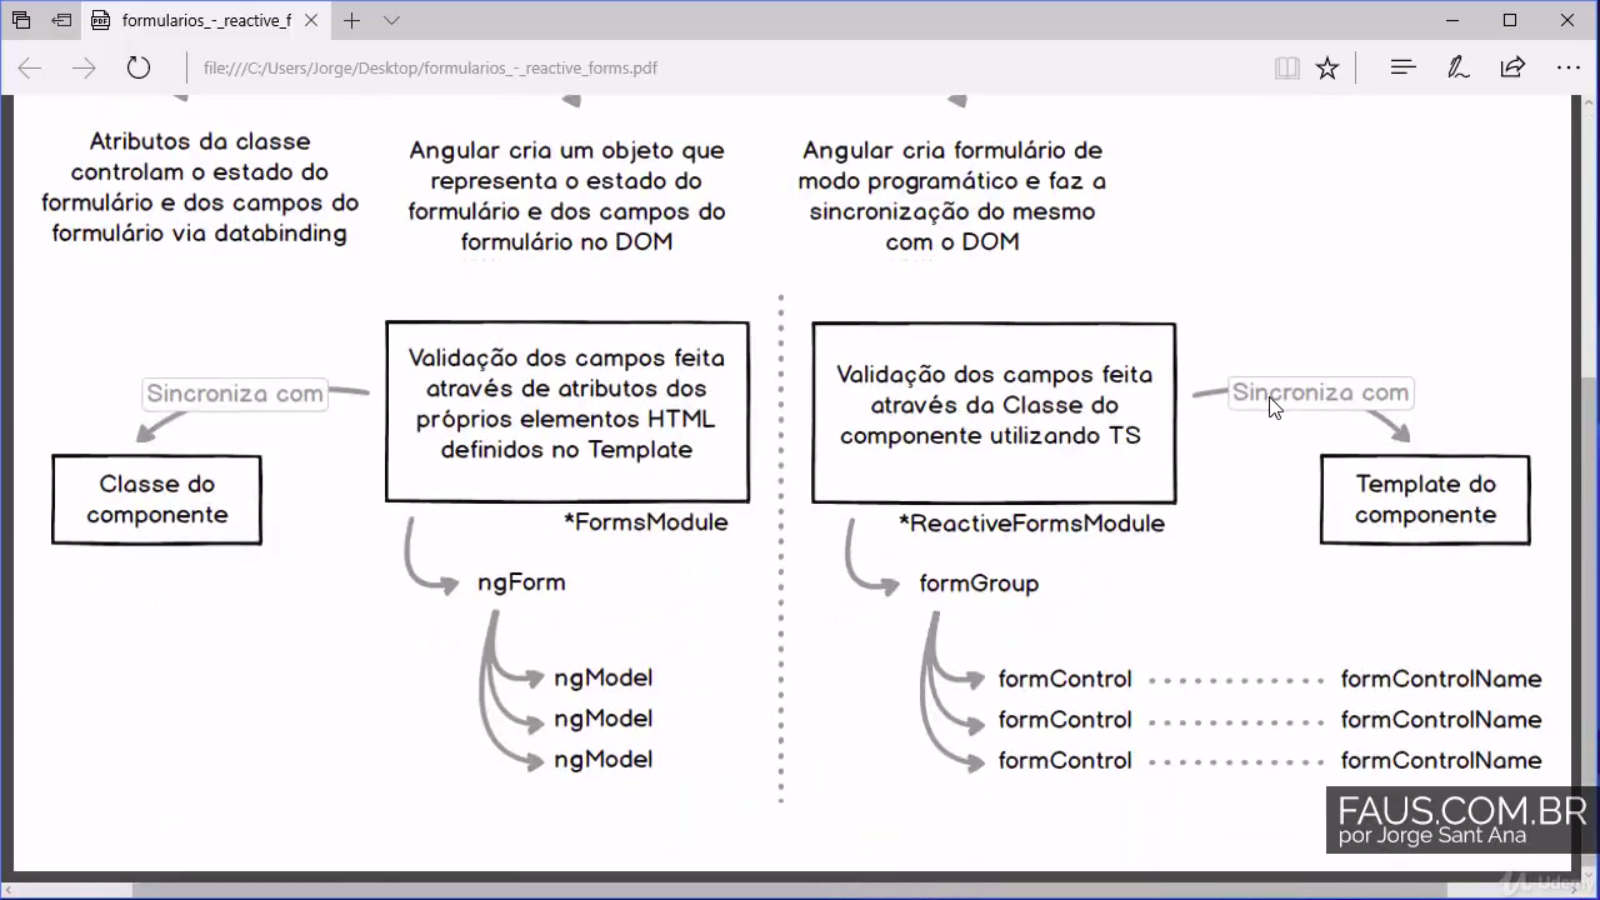 formularios_-_reactive_f
file:///C:/Users/Jorge/Desktop/formularios_-_reactive_forms.pdf
Atributos da classe
controlam o estado do
formulário e dos campos do
formulário via databinding
Angular cria um objeto que
representa o estado do
formulário e dos campos do
formulário no DOM
Angular cria formulário de
modo programático e faz a
sincronização do mesmo
com o DOM
Sincroniza com
Classe do
componente
Validação dos campos feita
através de atributos dos
próprios elementos HTML
definidos no Template
*FormsModule
ngForm
ngModel
ngModel
ngModel
Validação dos campos feita
através da Classe do
componente utilizando TS
*ReactiveFormsModule
Sincroniza com
Template do
componente
formGroup
formControl formControlName
formControl formControlName
formControl formControlName
FAUS.COM.BR
por Jorge Sant Ana
Udemy